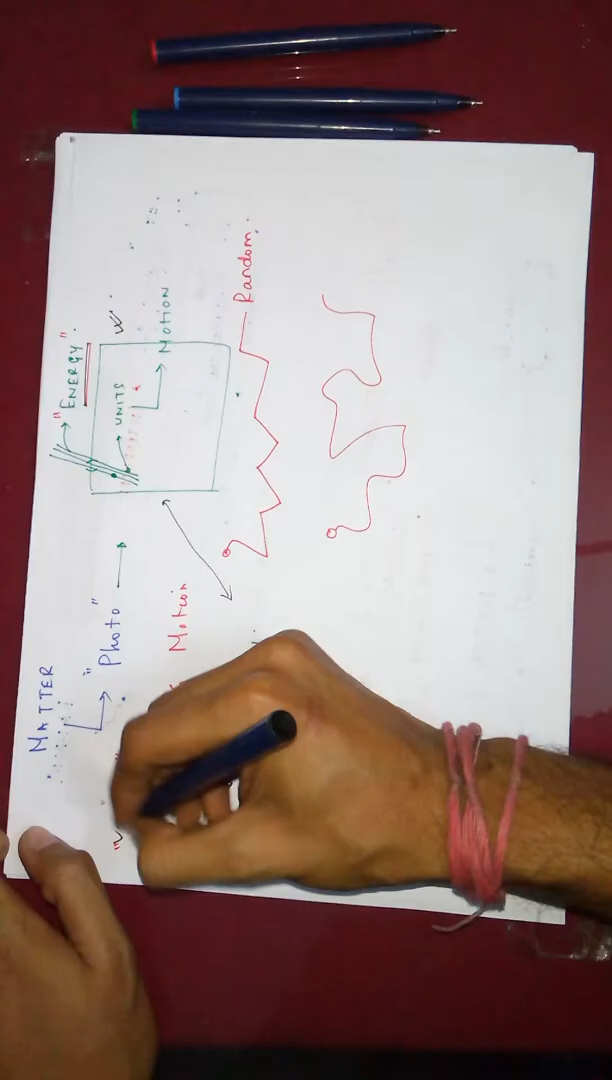 MATTER
"Photo" →
"ENERGY".
UNITS
MOTION
Motion
Random